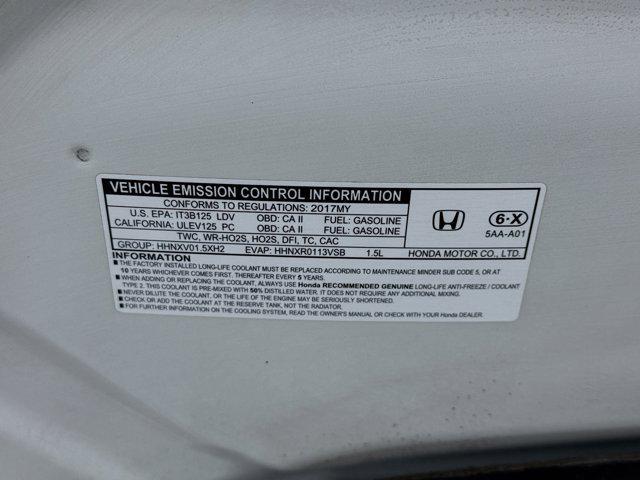 VEHICLE EMISSION CONTROL INFORMATION
CONFORMS TO REGULATIONS: 2017MY
U.S. EPA: IT3B125 LDV OBD: CA II FUEL: GASOLINE
CALIFORNIA: ULEV125 PC OBD: CA II FUEL: GASOLINE
TWC, WR-HO2S, HO2S, DFI, TC, CAC
GROUP: HHNXV01.5XH2 EVAP: HHNXR0113VSB 1.5L
6·X
5AA-A01
HONDA MOTOR CO., LTD.
INFORMATION
■ THE FACTORY INSTALLED LONG-LIFE COOLANT MUST BE REPLACED ACCORDING TO MAINTENANCE MINDER SUB CODE 5, OR AT
10 YEARS WHICHEVER COMES FIRST. THEREAFTER EVERY 5 YEARS.
■ WHEN ADDING OR REPLACING THE COOLANT, ALWAYS USE Honda RECOMMENDED GENUINE LONG-LIFE ANTI-FREEZE / COOLANT
TYPE 2. THIS COOLANT IS PRE-MIXED WITH 50% DISTILLED WATER. IT DOES NOT REQUIRE ANY ADDITIONAL MIXING.
■ OTHERWISE, THE COOLANT, OR THE LIFE OF THE ENGINE MAY BE SERIOUSLY SHORTENED.
■ CHECK OR ADD THE COOLANT AT THE RESERVE TANK, NOT THE RADIATOR.
■ FOR FURTHER INFORMATION ON THE COOLING SYSTEM, READ THE OWNER'S MANUAL OR CHECK WITH YOUR Honda DEALER.